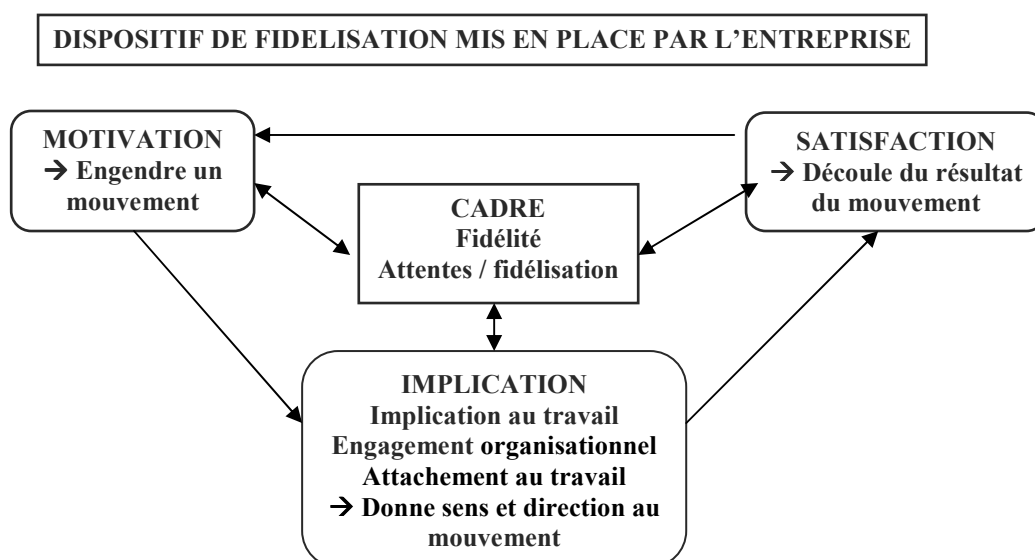 DISPOSITIF DE FIDELISATION MIS EN PLACE PAR L’ENTREPRISE
MOTIVATION
→ Engendre un
mouvement
SATISFACTION
→ Découle du résultat
du mouvement
CADRE
Fidélité
Attentes / fidélisation
IMPLICATION
Implication au travail
Engagement organisationnel
Attachement au travail
→ Donne sens et direction au
mouvement